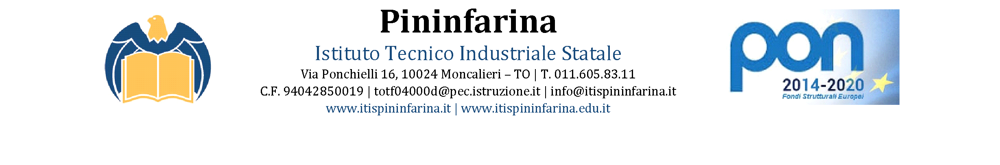 Pininfarina
Istituto Tecnico Industriale Statale
Via Ponchielli 16, 10024 Moncalieri – TO | T. 011.605.83.11
C.F. 94042850019 | totf04000d@pec.istruzione.it | info@itispininfarina.it
www.itispininfarina.it | www.itispininfarina.edu.it
pon
2014-2020
Fondi Strutturali Europei